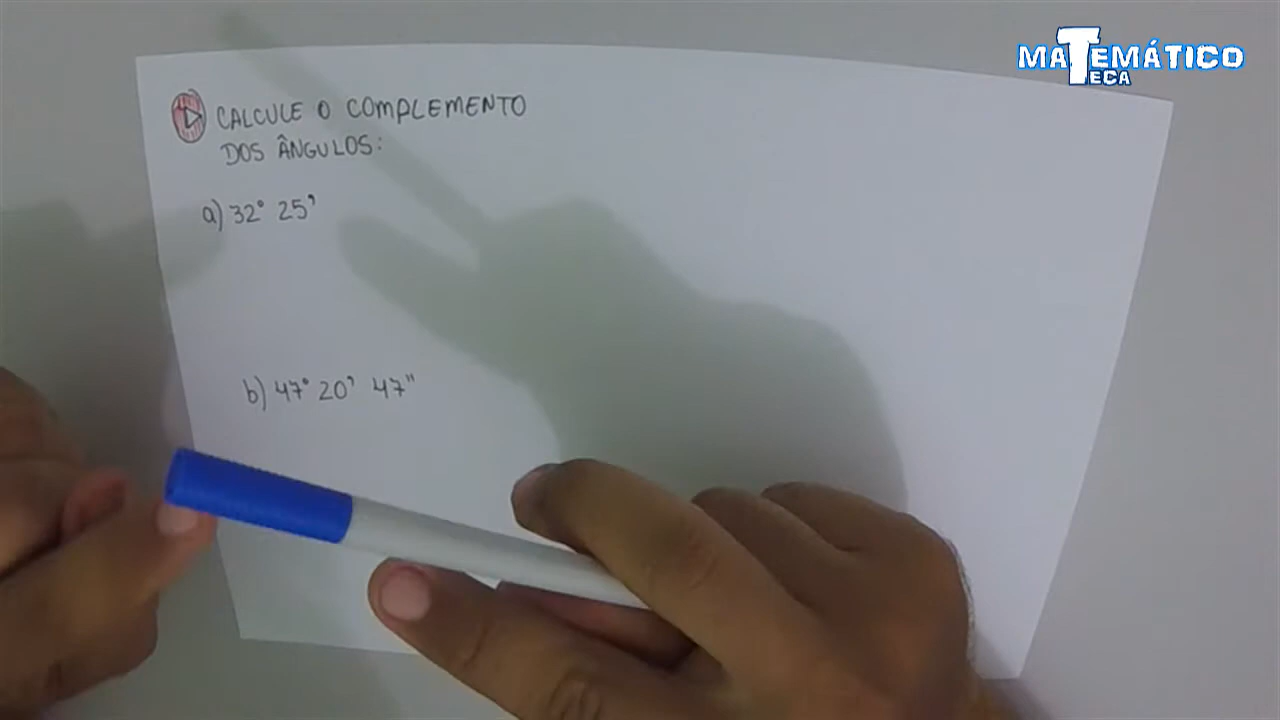 MATEMÁTICO
TECA
CALCULE O COMPLEMENTO
DOS ÂNGULOS:
a) 32° 25'
b) 47° 20' 47"